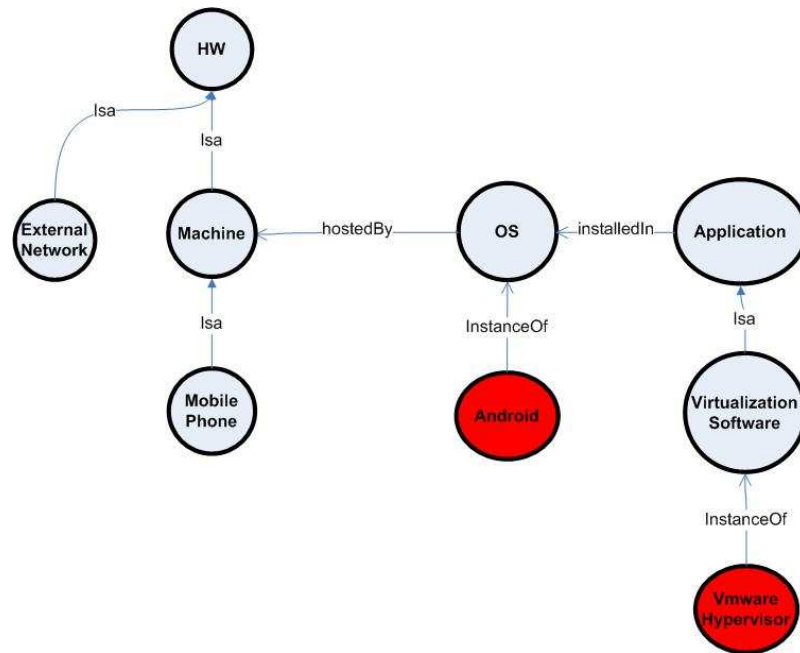 HW
Isa
Isa
External
Network
Machine
hostedBy
OS
installedIn
Application
Isa
InstanceOf
Isa
Mobile
Phone
Android
Virtualization
Software
InstanceOf
Vmware
Hypervisor